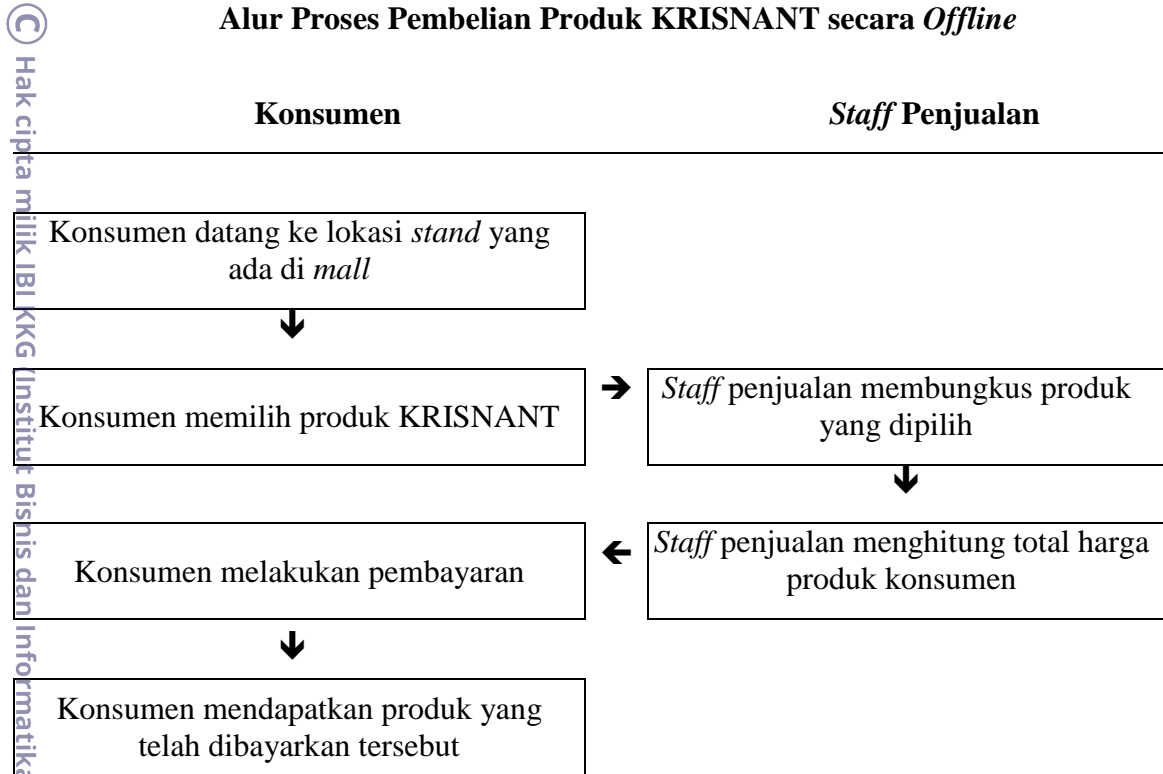 Alur Proses Pembelian Produk KRISNANT secara Offline
Konsumen
Staff Penjualan
Konsumen datang ke lokasi stand yang
ada di mall
Konsumen memilih produk KRISNANT
Staff penjualan membungkus produk
yang dipilih
Staff penjualan menghitung total harga
produk konsumen
Konsumen melakukan pembayaran
Konsumen mendapatkan produk yang
telah dibayarkan tersebut
© Hak cipta milik IBI KKG (Institut Bisnis dan Informatika